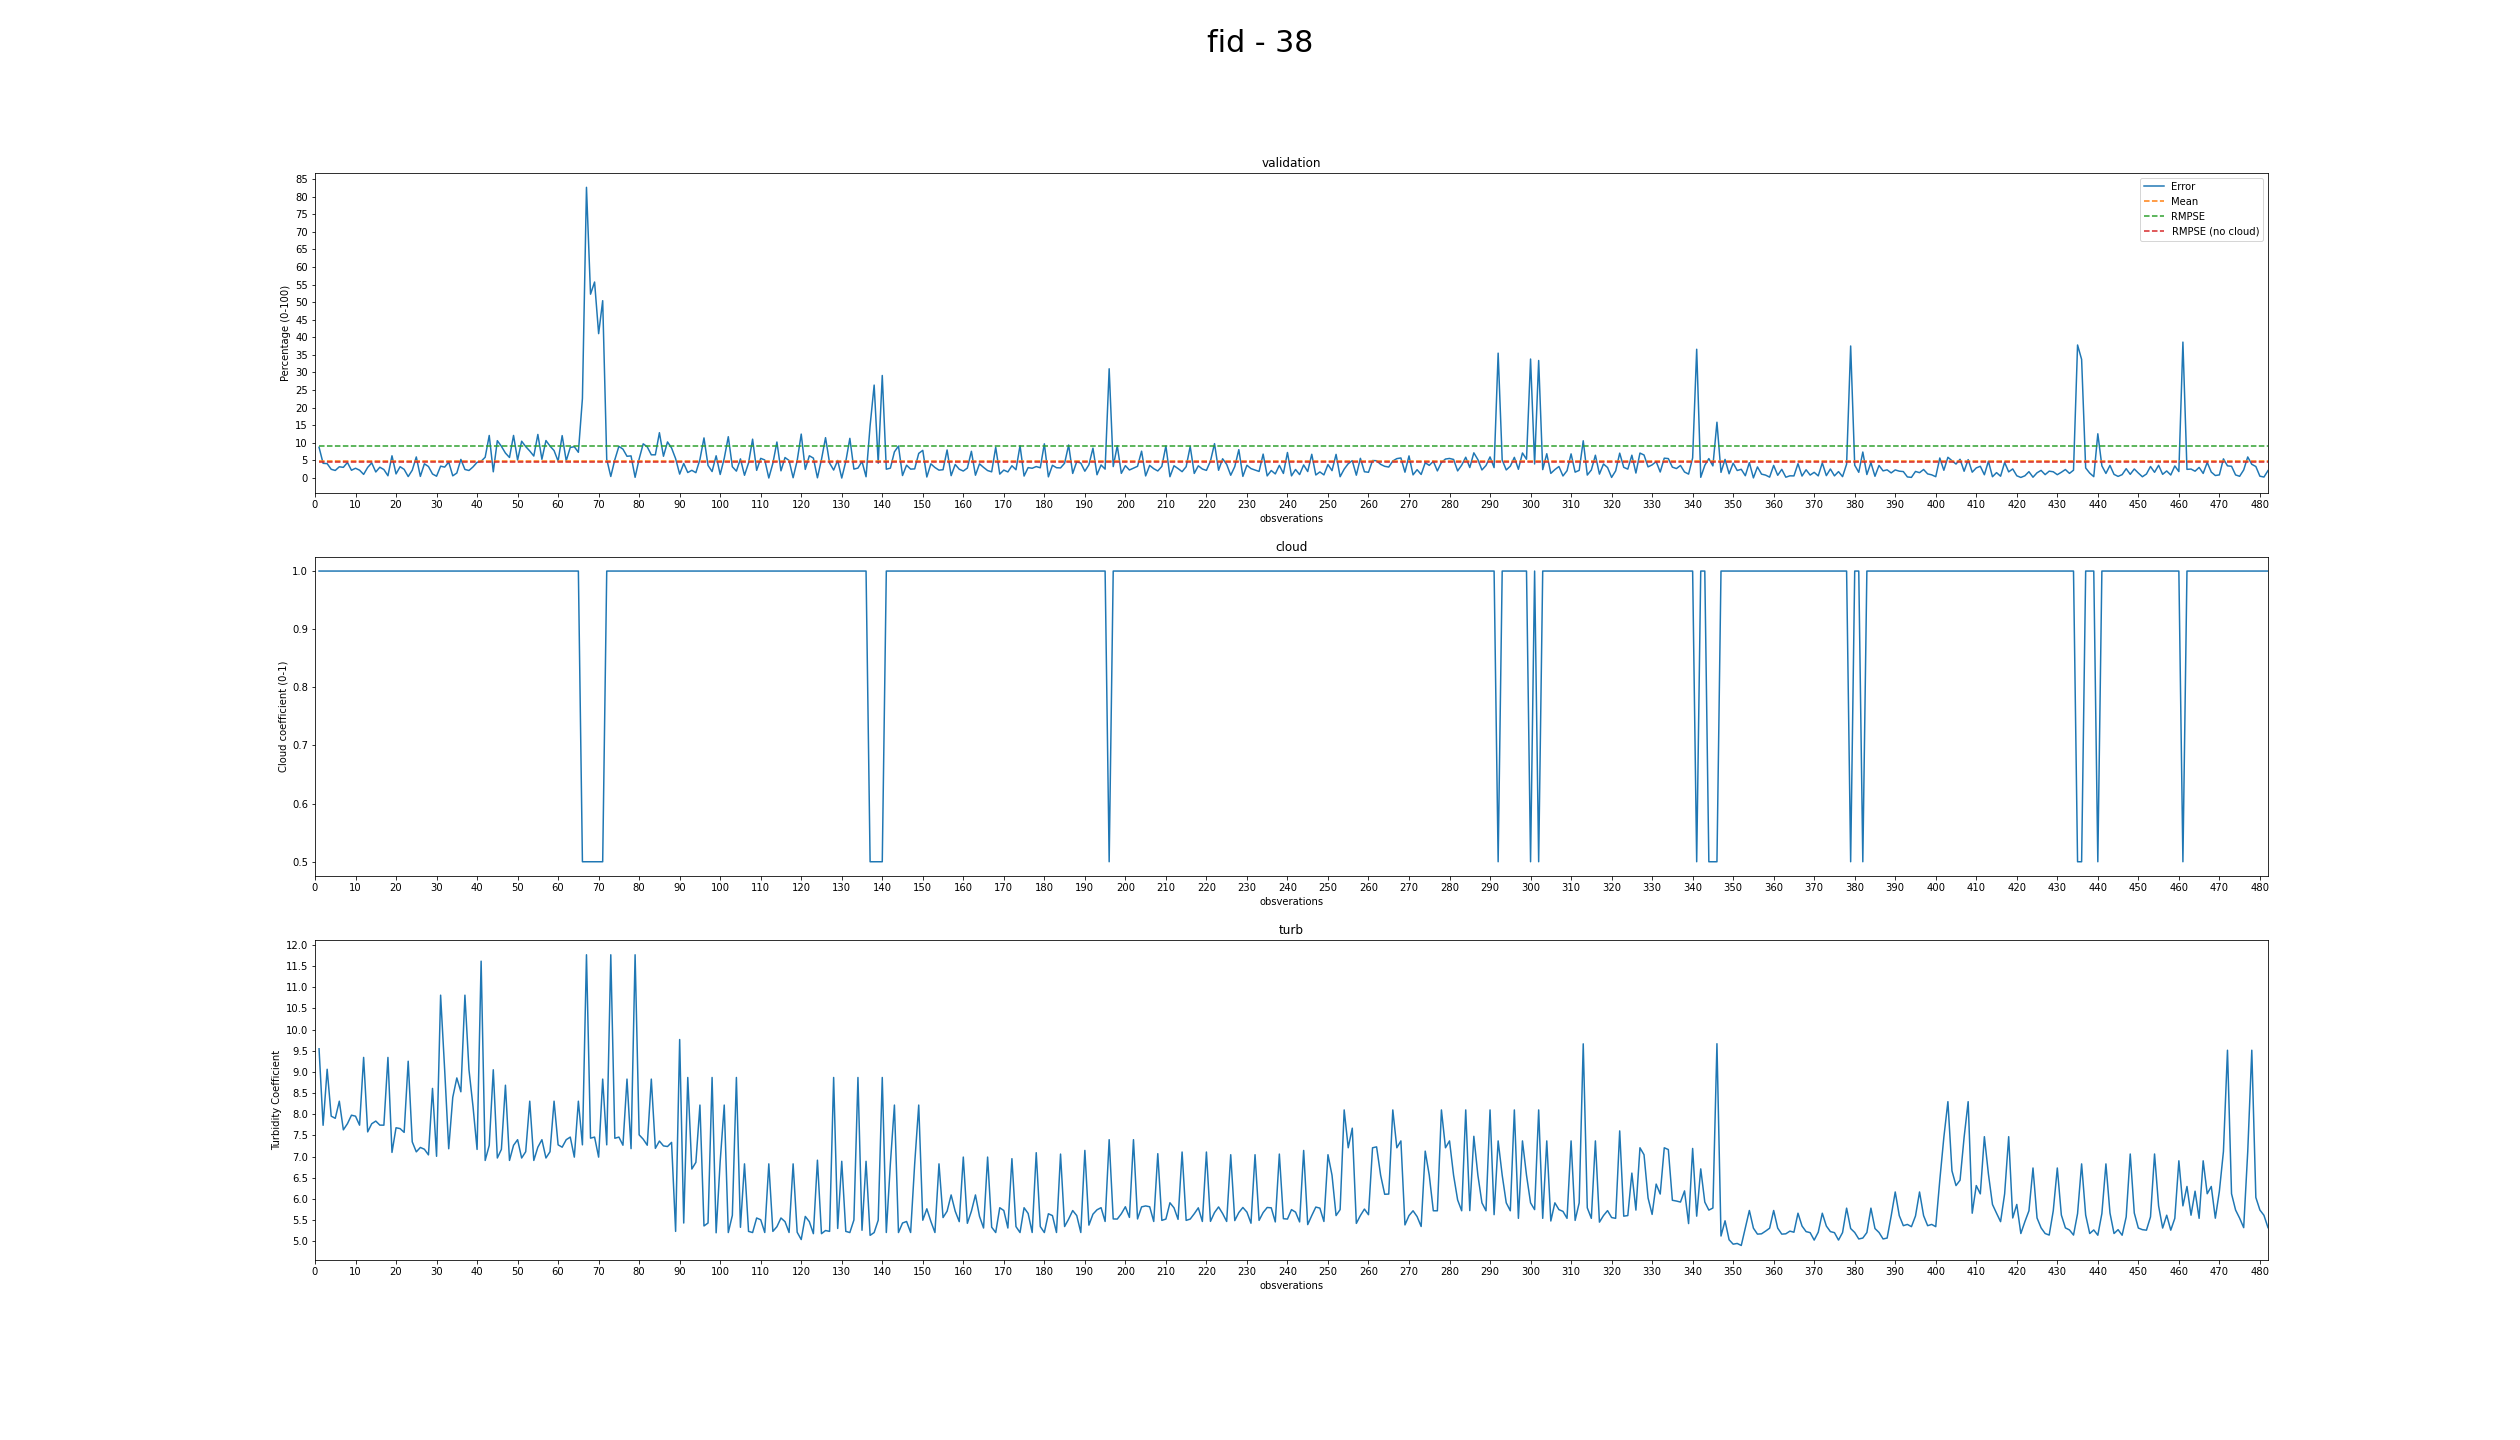 fid - 38
validation
85
80
75
70
65
60
55
50
45
40
35
30
25
20
15
10
5
0
Percentage (0-100)
Error
Mean
RMPSE
RMPSE (no cloud)
0 10 20 30 40 50 60 70 80 90 100 110 120 130 140 150 160 170 180 190 200 210 220 230 240 250 260 270 280 290 300 310 320 330 340 350 360 370 380 390 400 410 420 430 440 450 460 470 480
obsverations
cloud
1.0
0.9
0.8
0.7
0.6
0.5
Cloud coefficient (0-1)
0 10 20 30 40 50 60 70 80 90 100 110 120 130 140 150 160 170 180 190 200 210 220 230 240 250 260 270 280 290 300 310 320 330 340 350 360 370 380 390 400 410 420 430 440 450 460 470 480
obsverations
turb
12.0
11.5
11.0
10.5
10.0
9.5
9.0
8.5
8.0
7.5
7.0
6.5
6.0
5.5
5.0
Turbidity Coefficient
0 10 20 30 40 50 60 70 80 90 100 110 120 130 140 150 160 170 180 190 200 210 220 230 240 250 260 270 280 290 300 310 320 330 340 350 360 370 380 390 400 410 420 430 440 450 460 470 480
obsverations